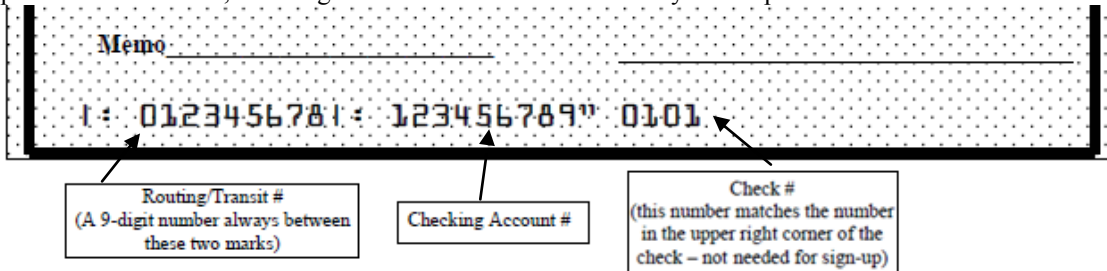 Memo
|: 012345678|: 123456789" 0101
Routing/Transit #
(A 9-digit number always between
these two marks)
Checking Account #
Check #
(this number matches the number
in the upper right corner of the
check – not needed for sign-up)